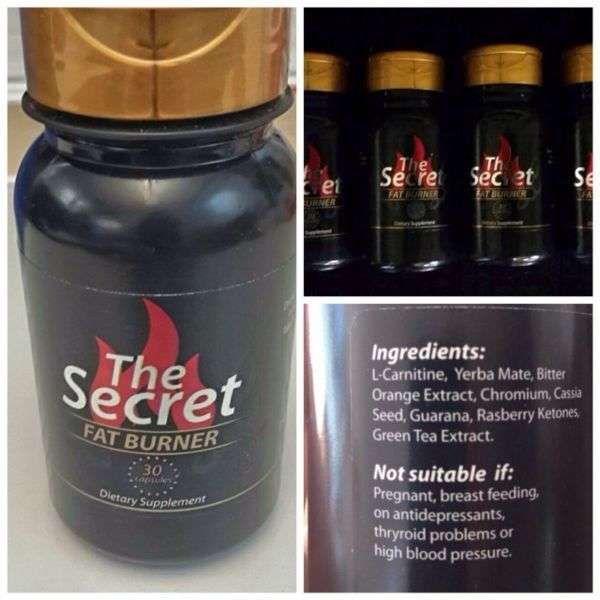 The
Secret
FAT BURNER
30
capsules
Dietary Supplement
The
Secret
FAT BURNER
Dietary Supplement
The
Secret
FAT BURNER
Ingredients:
L-Carnitine, Yerba Mate, Bitter
Orange Extract, Chromium, Cassia
Seed, Guarana, Rasberry Ketones,
Green Tea Extract.
Not suitable if:
Pregnant, breast feeding,
on antidepressants,
thryroid problems or
high blood pressure.